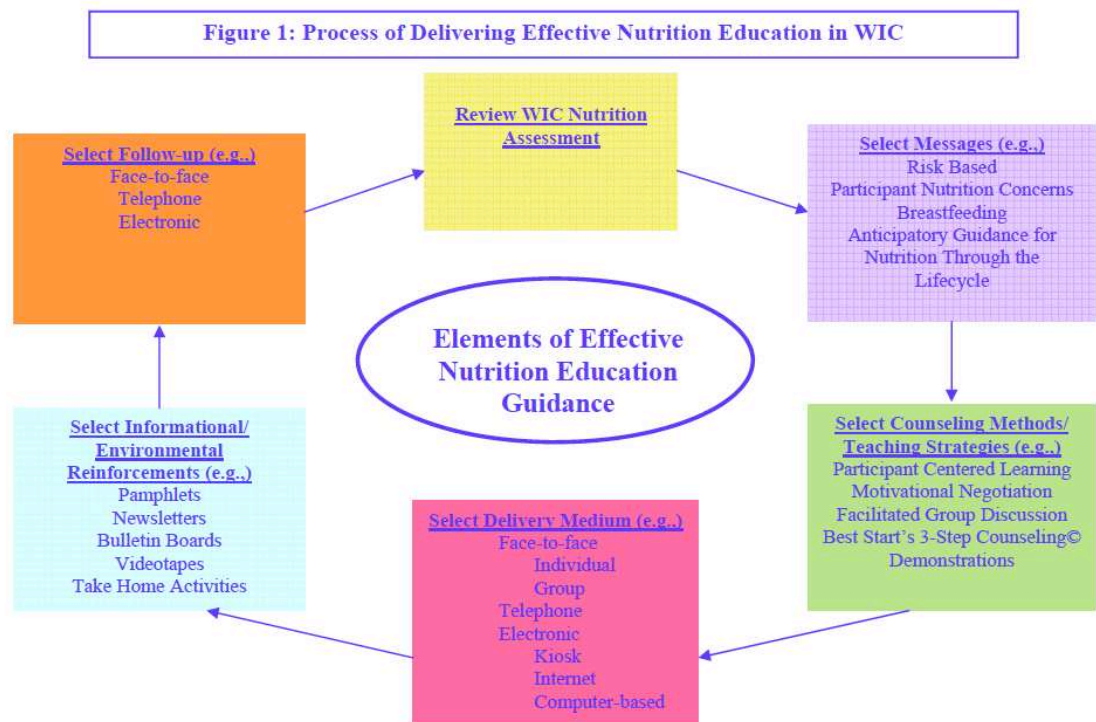 Figure 1: Process of Delivering Effective Nutrition Education in WIC
Review WIC Nutrition
Assessment
Select Messages (e.g.,)
Risk Based
Participant Nutrition Concerns
Breastfeeding
Anticipatory Guidance for
Nutrition Through the
Lifecycle
Select Counseling Methods/
Teaching Strategies (e.g.,)
Participant Centered Learning
Motivational Negotiation
Facilitated Group Discussion
Best Start's 3-Step Counseling©
Demonstrations
Select Delivery Medium (e.g.,)
Face-to-face
Individual
Group
Telephone
Electronic
Kiosk
Internet
Computer-based
Select Informational/
Environmental
Reinforcements (e.g.,)
Pamphlets
Newsletters
Bulletin Boards
Videotapes
Take Home Activities
Select Follow-up (e.g.,)
Face-to-face
Telephone
Electronic
Elements of Effective
Nutrition Education
Guidance